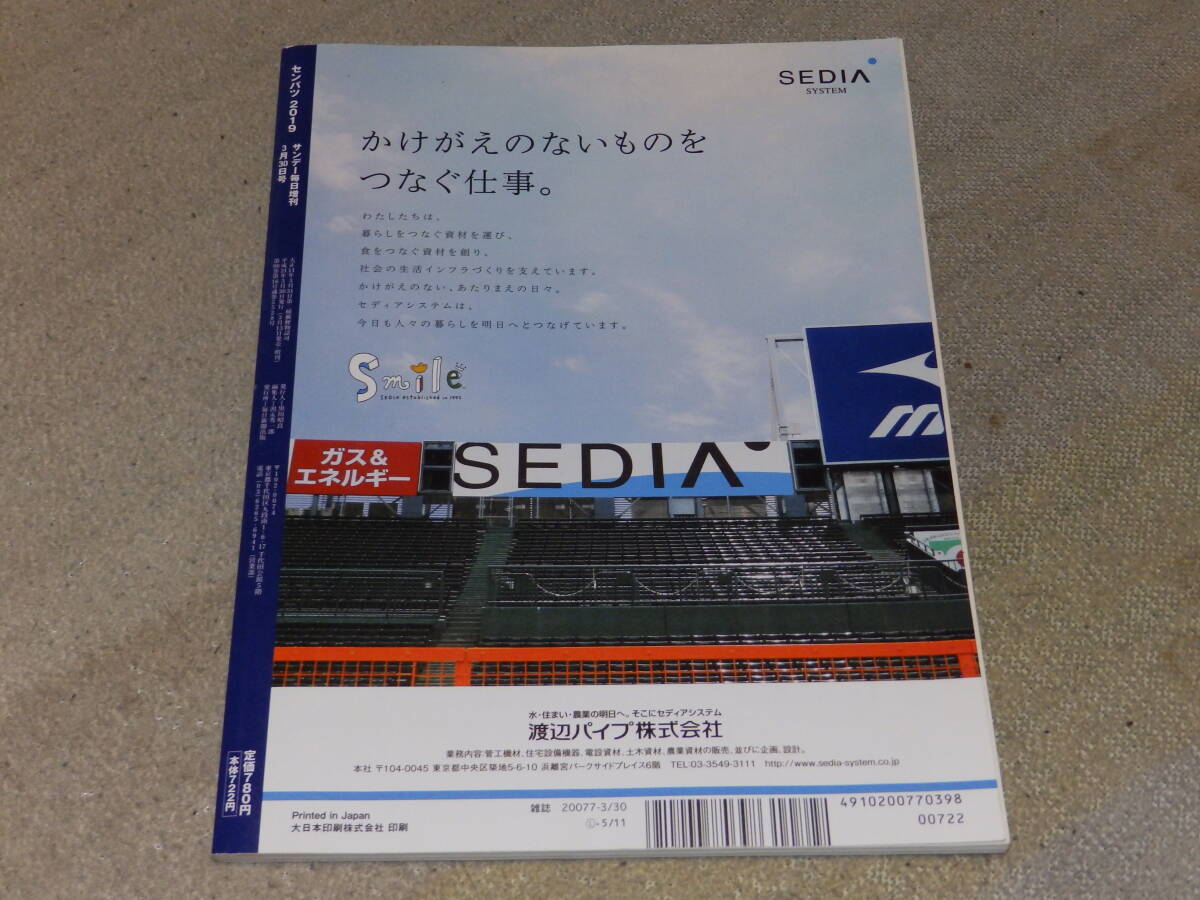 センバツ 2019
サンデー毎日増刊
3月30日号
定価780円
本体722円
SEDIA
SYSTEM
かけがえのないものを
つなぐ仕事。
わたしたちは、
暮らしをつなぐ資材を運び、
食をつなぐ資材を創り、
社会の生活インフラづくりを支えています。
かけがえのない、あたりまえの日々。
セディアシステムは、
今日も人々の暮らしを明日へとつなげています。
Smile
SEDIA established in 1992
ガス&
エネルギー
SEDIA
水・住まい・農業の明日へ。そこにセディアシステム
渡辺パイプ株式会社
業務内容:管工機材、住宅設備機器、電設資材、土木資材、農業資材の販売、並びに企画、設計。
本社 〒104-0045 東京都中央区築地5-6-10 浜離宮パークサイドプレイス6階 TEL:03-3549-3111 http://www.sedia-system.co.jp
Printed in Japan
大日本印刷株式会社 印刷
雑誌 20077-3/30
Ⓛ-5/11
4910200770398
00722